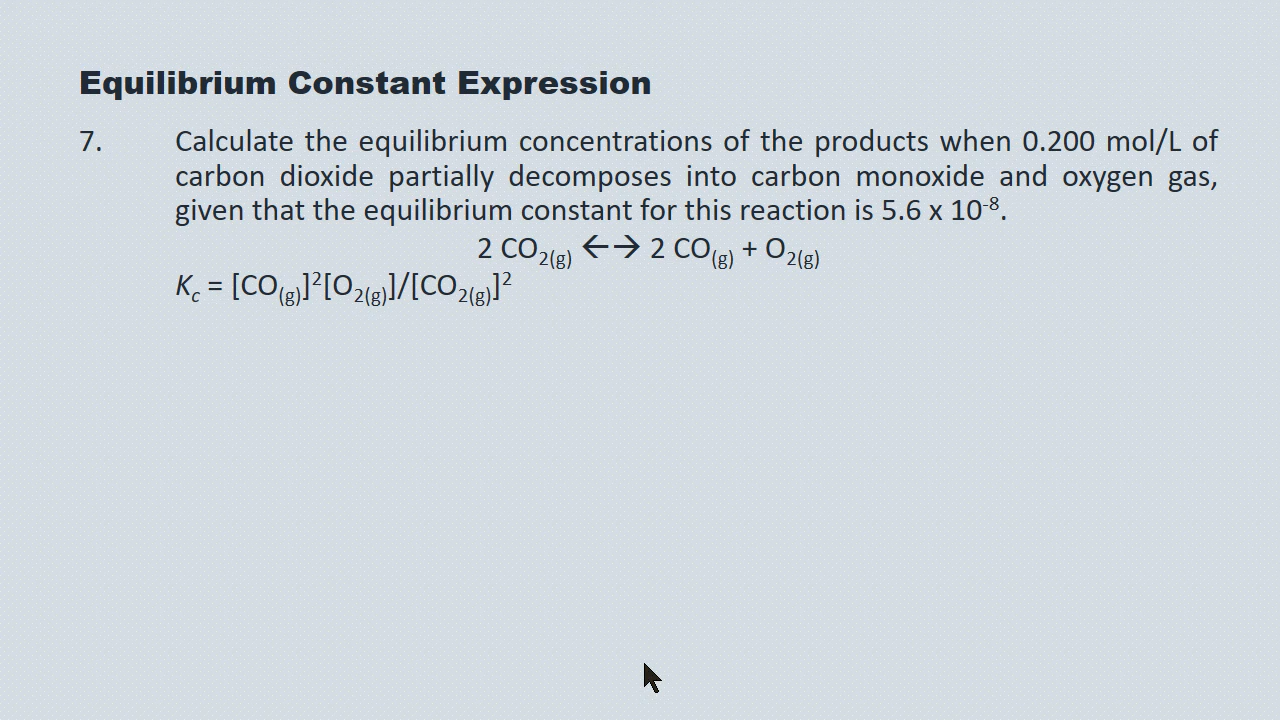 Equilibrium Constant Expression
7. Calculate the equilibrium concentrations of the products when 0.200 mol/L of
carbon dioxide partially decomposes into carbon monoxide and oxygen gas,
given that the equilibrium constant for this reaction is 5.6 x 10⁻⁸.
2 CO₂₍g₎ ←→ 2 CO₍g₎ + O₂₍g₎
Kc = [CO₍g₎]²[O₂₍g₎]/[CO₂₍g₎]²